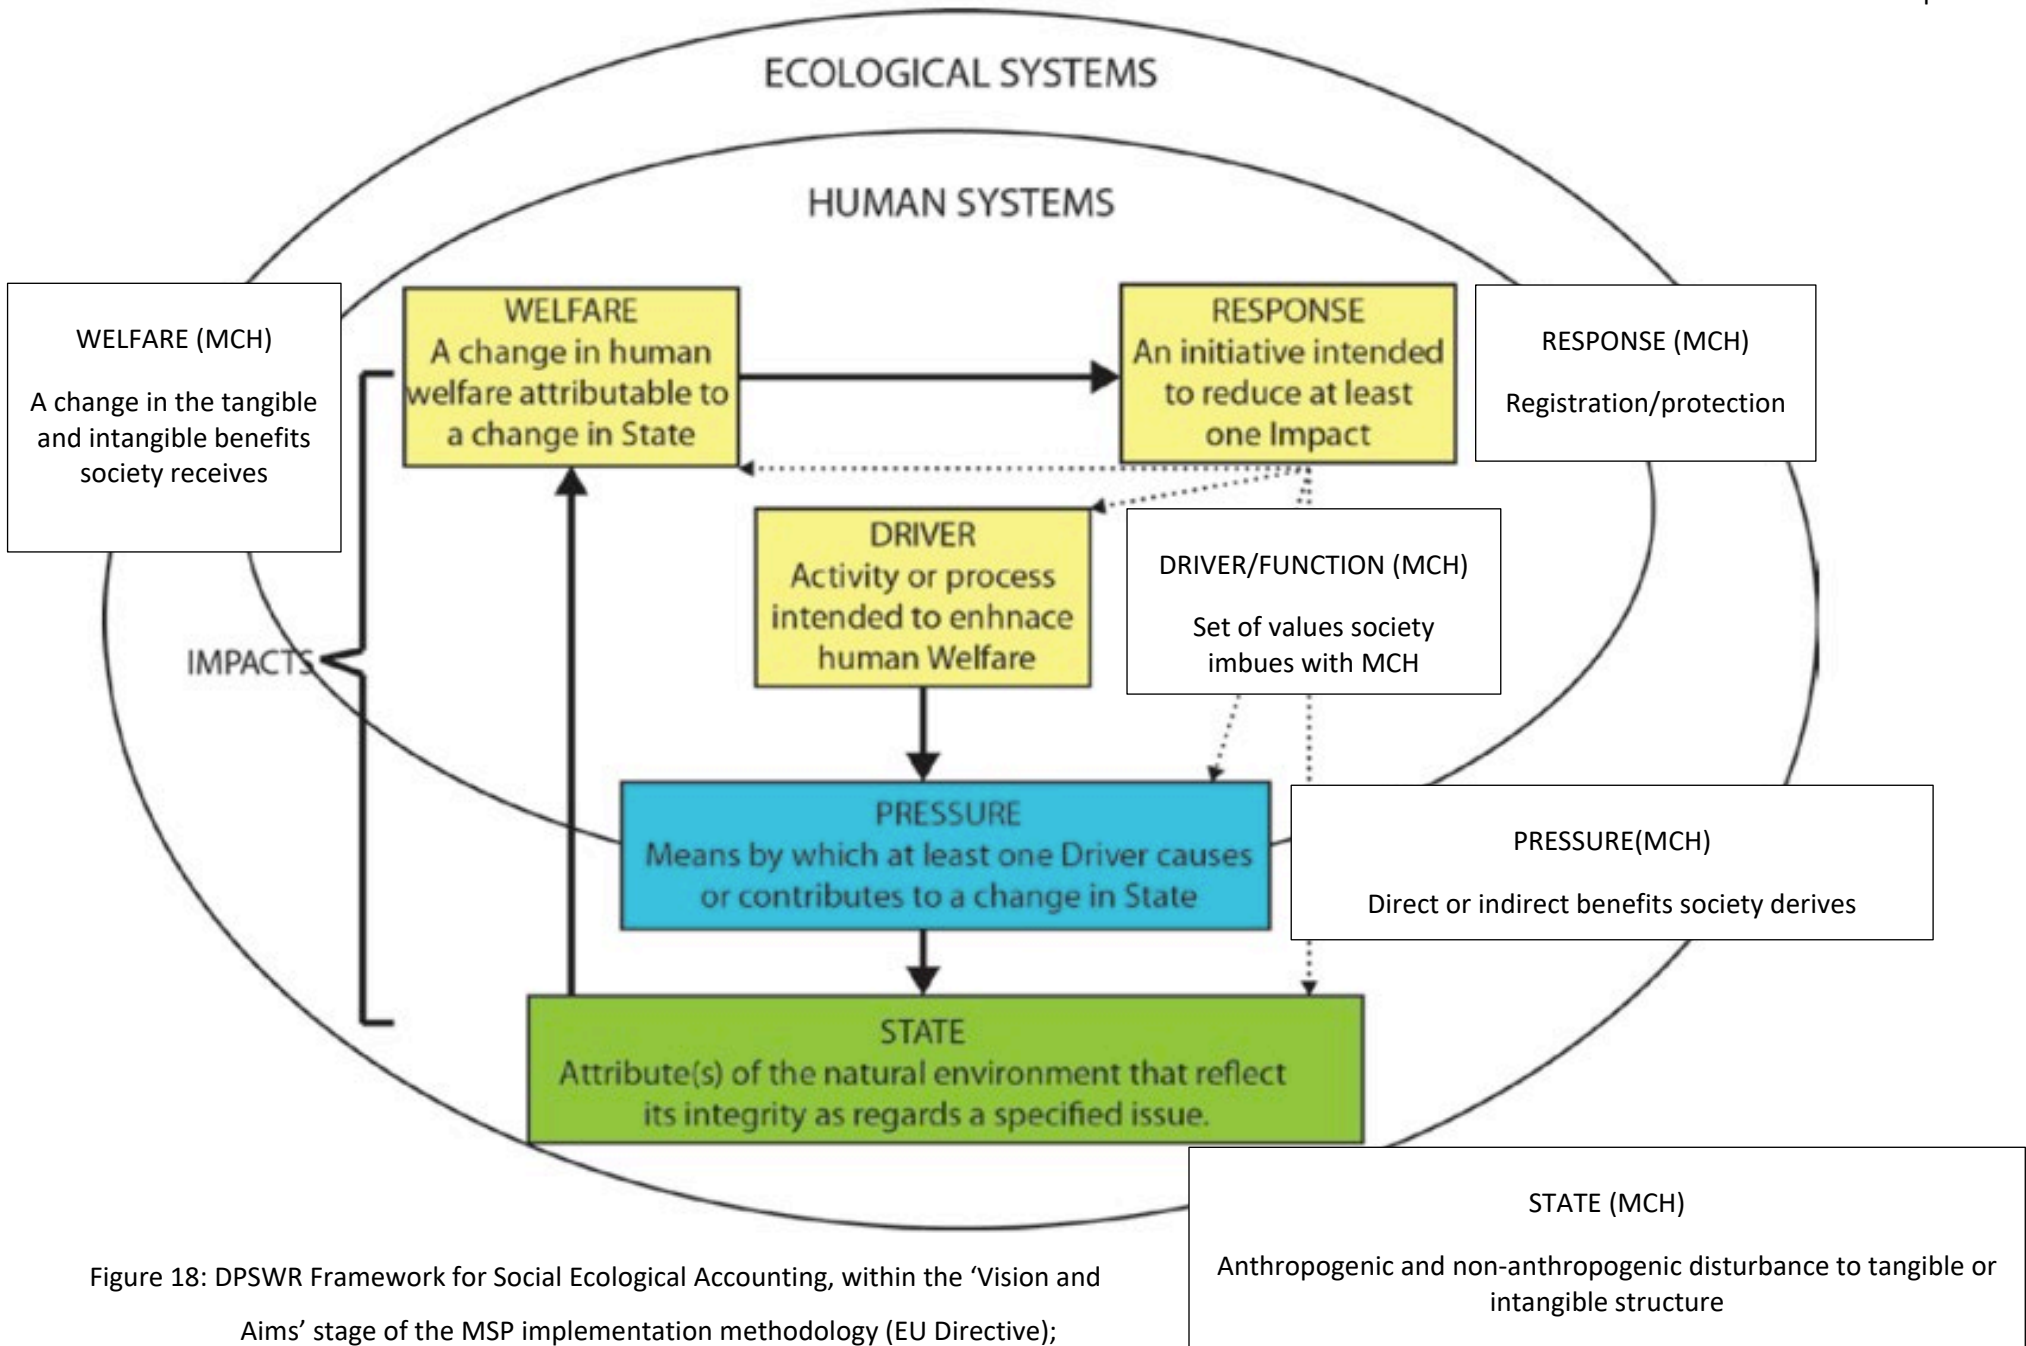 ECOLOGICAL SYSTEMS
HUMAN SYSTEMS
WELFARE (MCH)
A change in the tangible
and intangible benefits
society receives
WELFARE
A change in human
welfare attributable to
a change in State
RESPONSE
An initiative intended
to reduce at least
one Impact
RESPONSE (MCH)
Registration/protection
DRIVER
Activity or process
intended to enhnace
human Welfare
DRIVER/FUNCTION (MCH)
Set of values society
imbues with MCH
IMPACTS
PRESSURE
Means by which at least one Driver causes
or contributes to a change in State
PRESSURE(MCH)
Direct or indirect benefits society derives
STATE
Attribute(s) of the natural environment that reflect
its integrity as regards a specified issue.
STATE (MCH)
Anthropogenic and non-anthropogenic disturbance to tangible or
intangible structure
Figure 18: DPSWR Framework for Social Ecological Accounting, within the ‘Vision and
Aims’ stage of the MSP implementation methodology (EU Directive);